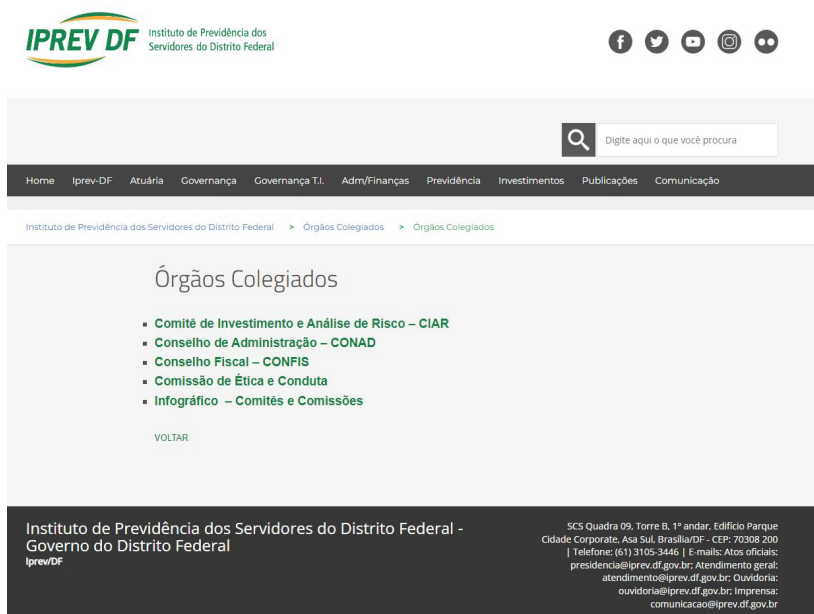 IPREV DF
Instituto de Previdência dos
Servidores do Distrito Federal
Digite aqui o que você procura
Home Iprev-DF Atuária Governança Governança T.I. Adm/Finanças Previdência Investimentos Publicações Comunicação
Instituto de Previdência dos Servidores do Distrito Federal > Órgãos Colegiados > Órgãos Colegiados
Órgãos Colegiados
Comitê de Investimento e Análise de Risco – CIAR
Conselho de Administração – CONAD
Conselho Fiscal – CONFIS
Comissão de Ética e Conduta
Infográfico – Comitês e Comissões
VOLTAR
Instituto de Previdência dos Servidores do Distrito Federal -
Governo do Distrito Federal
Iprev/DF
SCS Quadra 09, Torre B, 1º andar, Edifício Parque
Cidade Corporate, Asa Sul, Brasília/DF - CEP: 70308 200
| Telefone: (61) 3105-3446 | E-mails: Atos oficiais:
presidencia@iprev.df.gov.br; Atendimento geral:
atendimento@iprev.df.gov.br; Ouvidoria:
ouvidoria@iprev.df.gov.br; Imprensa:
comunicacao@iprev.df.gov.br